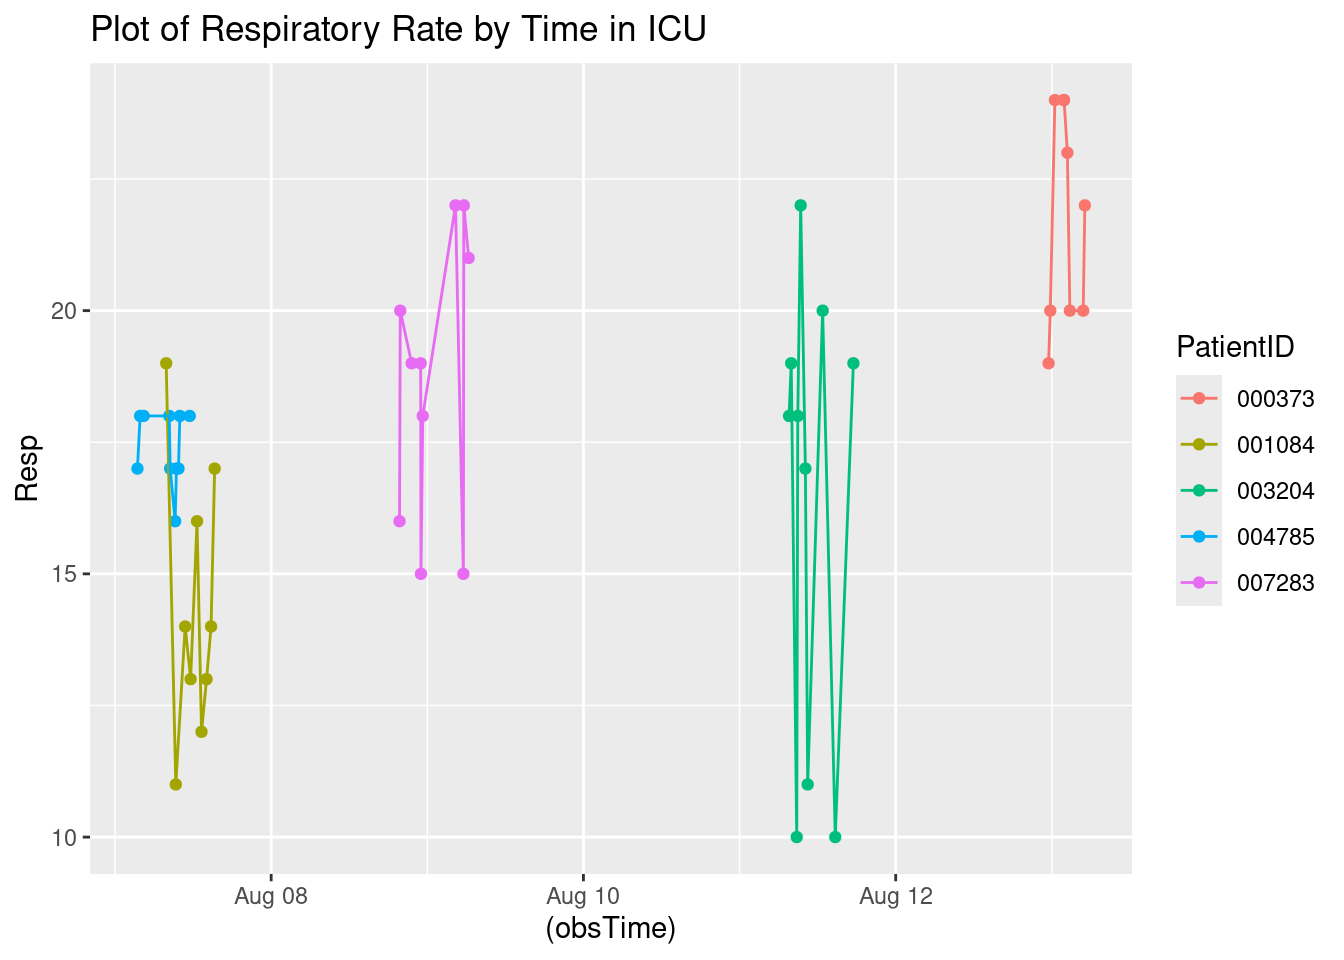 Plot of Respiratory Rate by Time in ICU
Resp
20
15
10
Aug 08
Aug 10
Aug 12
(obsTime)
PatientID
000373
001084
003204
004785
007283